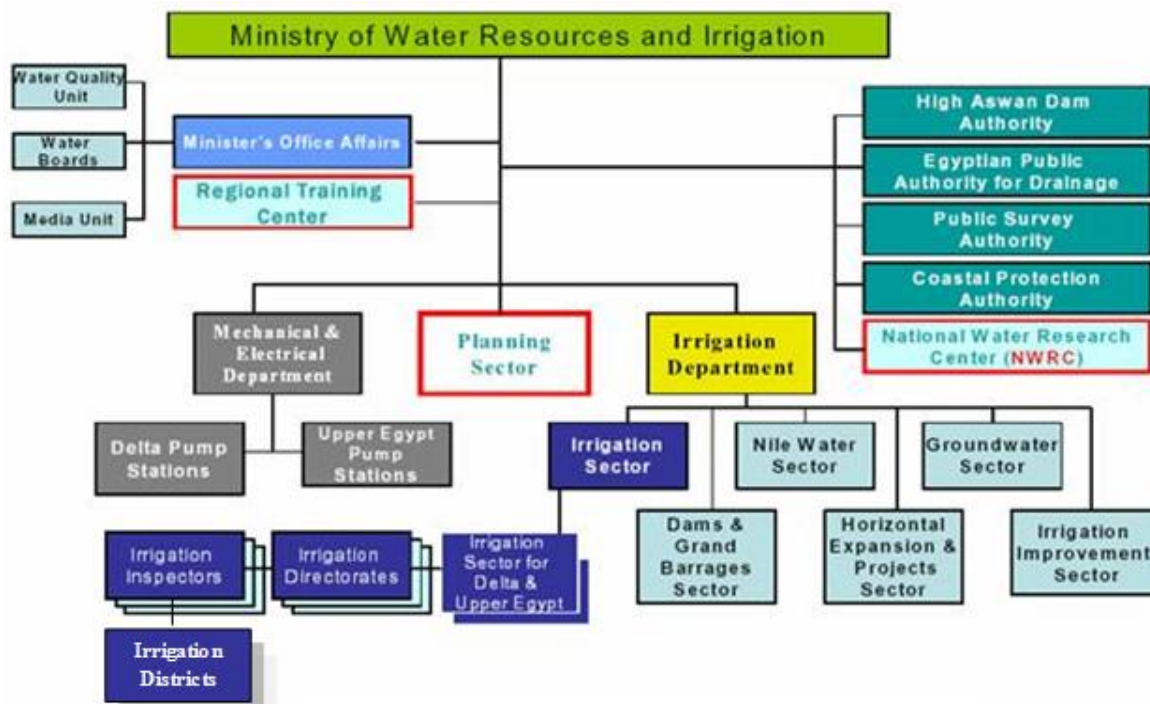 Ministry of Water Resources and Irrigation
Water Quality
Unit
Water
Boards
Media Unit
Minister's Office Affairs
Regional Training
Center
High Aswan Dam
Authority
Egyptian Public
Authority for Drainage
Public Survey
Authority
Coastal Protection
Authority
National Water Research
Center (NWRC)
Mechanical &
Electrical
Department
Planning
Sector
Irrigation
Department
Delta Pump
Stations
Upper Egypt
Pump
Stations
Irrigation
Sector
Nile Water
Sector
Groundwater
Sector
Dams &
Grand
Barrages
Sector
Horizontal
Expansion &
Projects
Sector
Irrigation
Improvement
Sector
Irrigation
Inspectors
Irrigation
Directorates
Irrigation
Sector for
Delta &
Upper Egypt
Irrigation
Districts